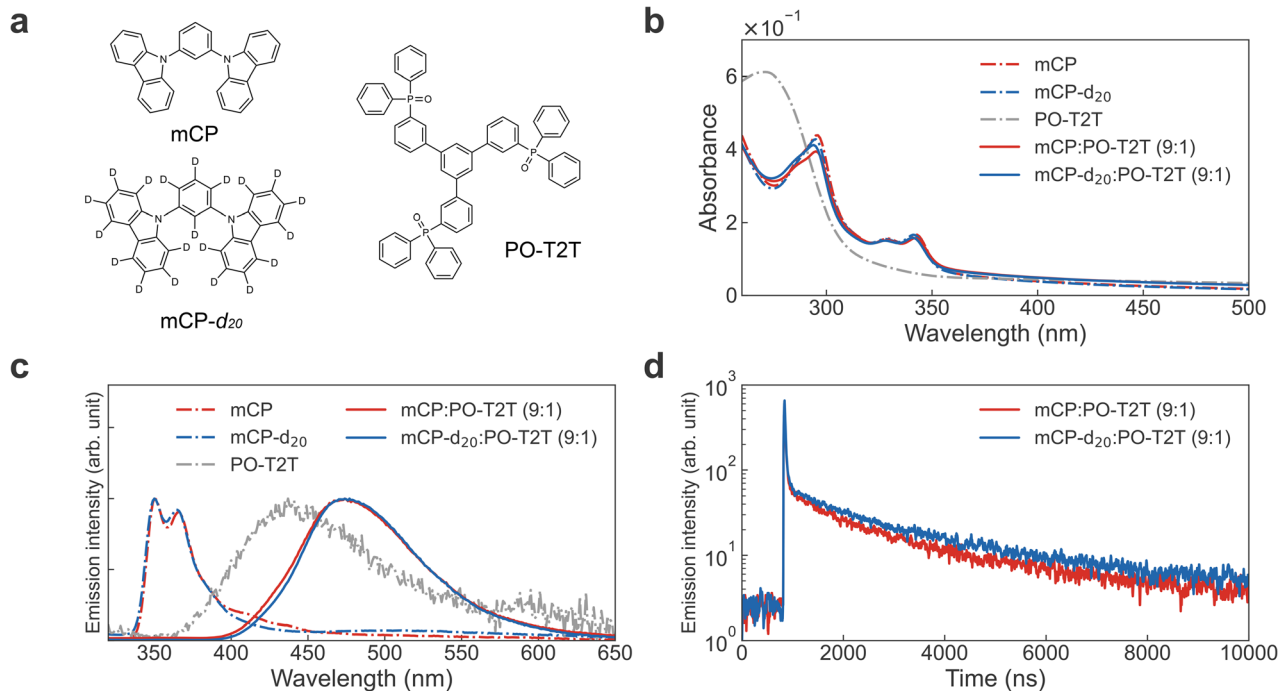 a
mCP
mCP-d20
PO-T2T
N
N
P
O
P
O
P
O
D D D D D D D
D N N D
D D D D
D D D D D D
b
×10⁻¹
6
4
2
0
300 350 400 450 500
Absorbance
Wavelength (nm)
mCP
mCP-d₂₀
PO-T2T
mCP:PO-T2T (9:1)
mCP-d₂₀:PO-T2T (9:1)
c
Emission intensity (arb. unit)
mCP
mCP-d₂₀
PO-T2T
mCP:PO-T2T (9:1)
mCP-d₂₀:PO-T2T (9:1)
350 400 450 500 550 600 650
Wavelength (nm)
d
Emission intensity (arb. unit)
10³
10²
10¹
10⁰
mCP:PO-T2T (9:1)
mCP-d₂₀:PO-T2T (9:1)
0 2000 4000 6000 8000 10000
Time (ns)